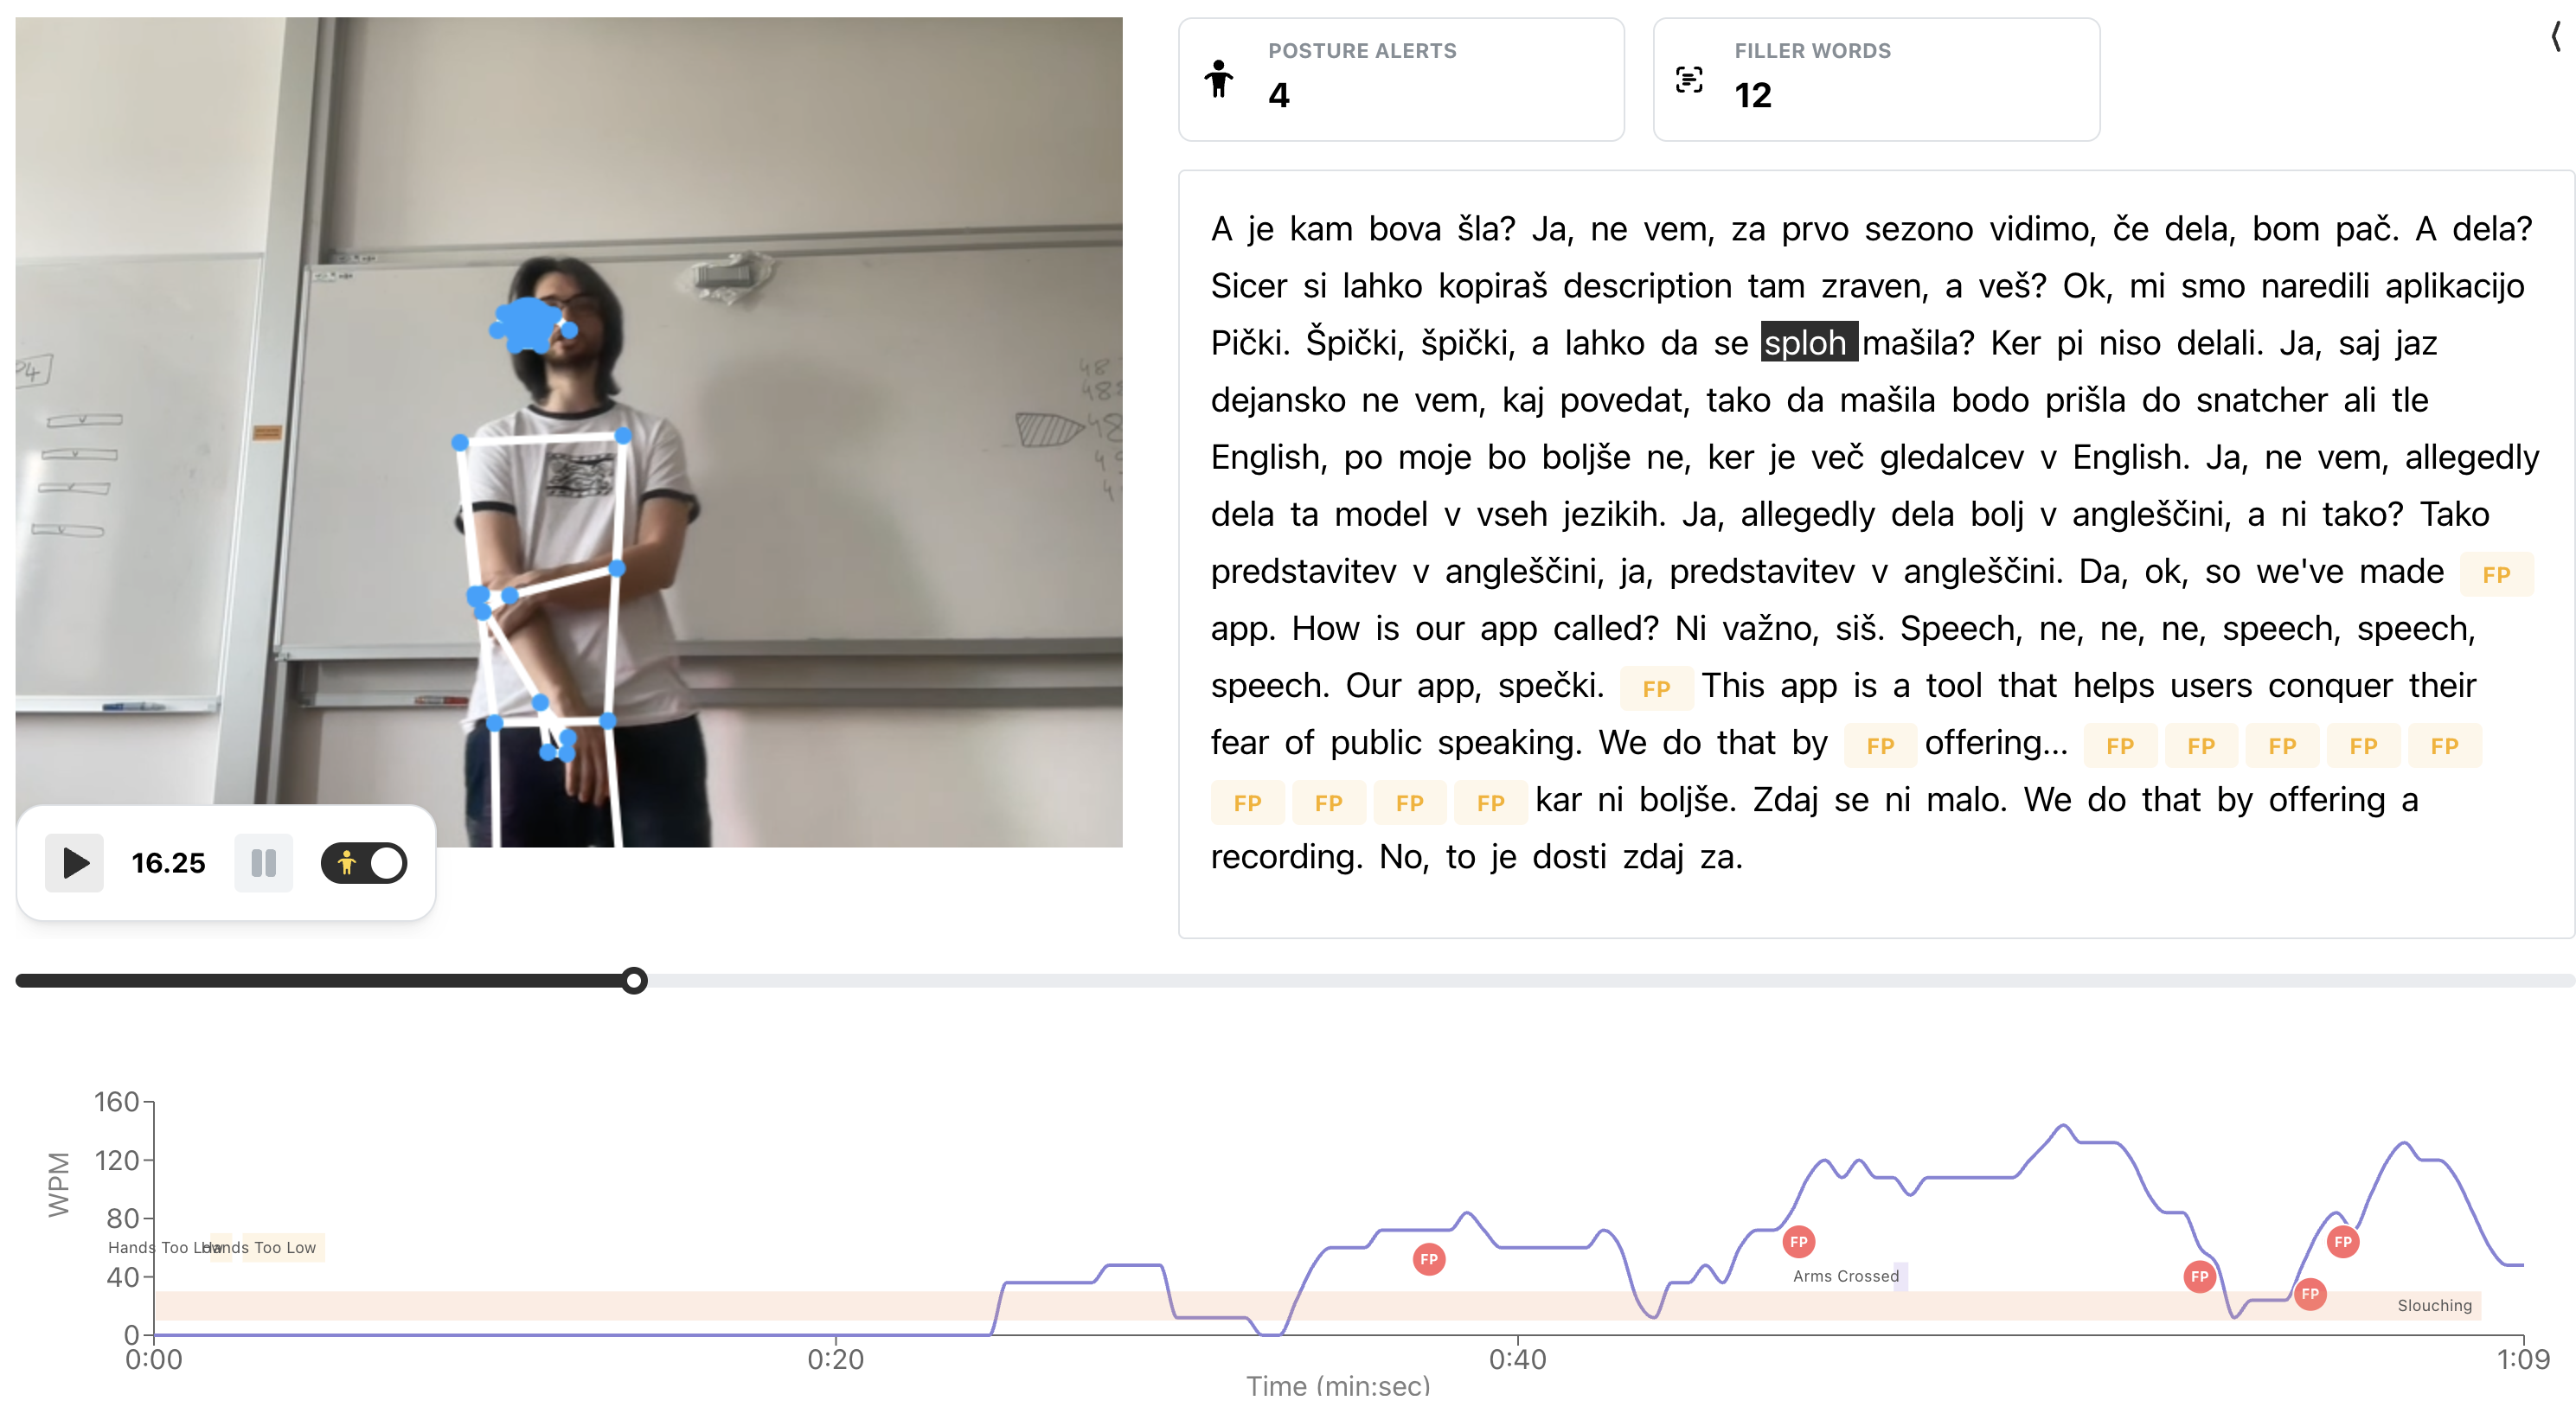 POSTURE ALERTS
4
FILLER WORDS
12
A je kam bova šla? Ja, ne vem, za prvo sezono vidimo, če dela, bom pač. A dela?
Sicer si lahko kopiraš description tam zraven, a veš? Ok, mi smo naredili aplikacijo
Pički. Špički, špički, a lahko da se sploh mašila? Ker pi niso delali. Ja, saj jaz
dejansko ne vem, kaj povedat, tako da mašila bodo prišla do snatcher ali tle
English, po moje bo boljše ne, ker je več gledalcev v English. Ja, ne vem, allegedly
dela ta model v vseh jezikih. Ja, allegedly dela bolj v angleščini, a ni tako? Tako
predstavitev v angleščini, ja, predstavitev v angleščini. Da, ok, so we've made FP
app. How is our app called? Ni važno, siš. Speech, ne, ne, ne, speech, speech,
speech. Our app, spečki. FP This app is a tool that helps users conquer their
fear of public speaking. We do that by FP offering... FP FP FP FP FP
FP FP FP FP kar ni boljše. Zdaj se ni malo. We do that by offering a
recording. No, to je dosti zdaj za.
16.25
WPM
160
120
80
40
0
Hands Too Low
Hands Too Low
FP
FP
Arms Crossed
FP
FP
FP
Slouching
0:00
0:20
0:40
1:09
Time (min:sec)